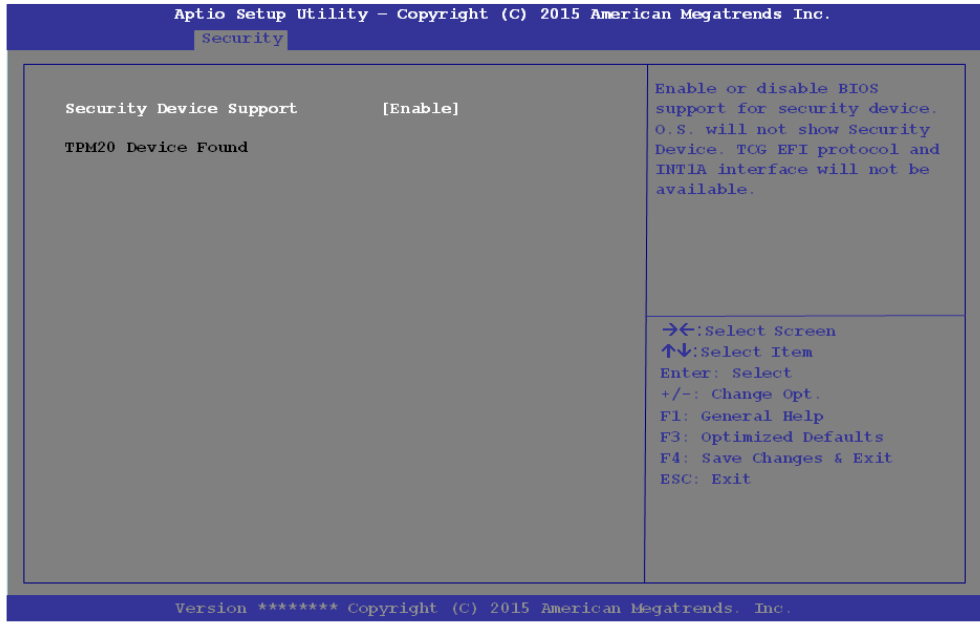 Aptio Setup Utility – Copyright (C) 2015 American Megatrends Inc.
Security
Security Device Support [Enable]
TPM20 Device Found
Enable or disable BIOS
support for security device.
O.S. will not show Security
Device. TCG EFI protocol and
INT1A interface will not be
available.
→←:Select Screen
↑↓:Select Item
Enter: Select
+/-: Change Opt.
F1: General Help
F3: Optimized Defaults
F4: Save Changes & Exit
ESC: Exit
Version ******** Copyright (C) 2015 American Megatrends. Inc.